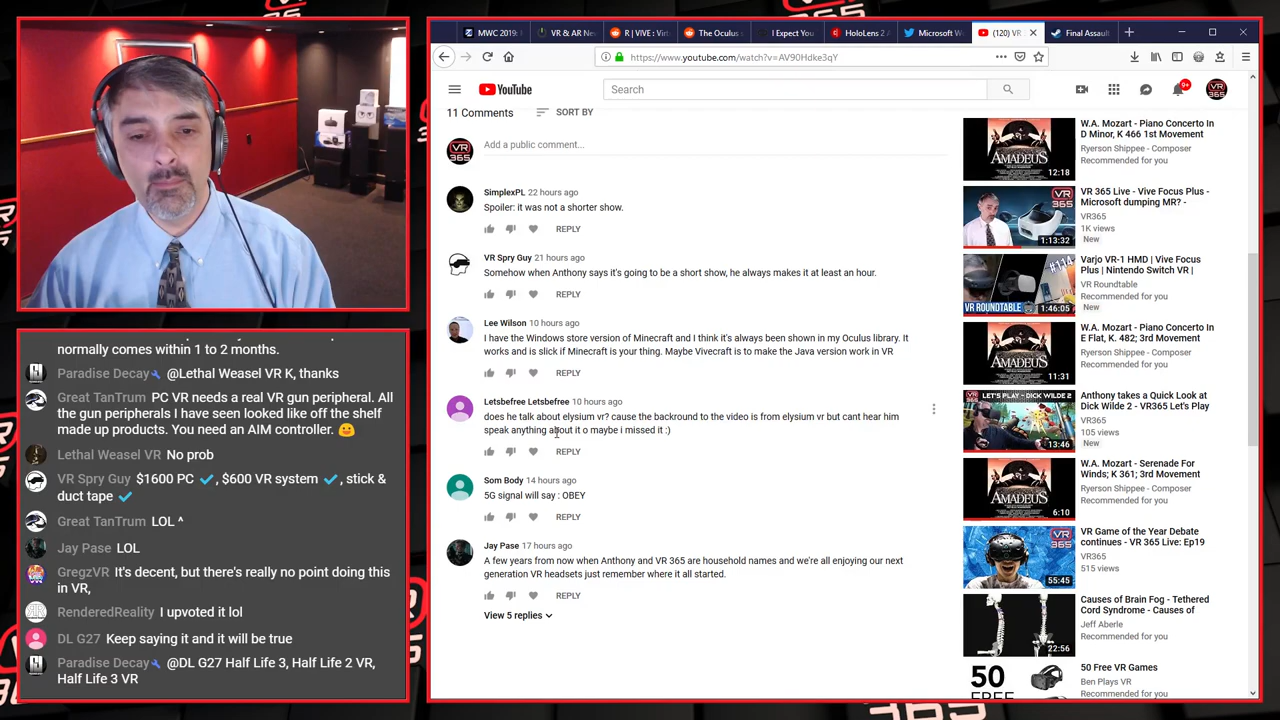 normally comes within 1 to 2 months.
Paradise Decay @Lethal Weasel VR K, thanks
Great TanTrum PC VR needs a real VR gun peripheral. All
the gun peripherals I have seen looked like off the shelf
made up products. You need an AIM controller.
Lethal Weasel VR No prob
VR Spry Guy $1600 PC ✔, $600 VR system ✔, stick &
duct tape ✔
Great TanTrum LOL ^
Jay Pase LOL
GregzVR It's decent, but there's really no point doing this
in VR,
RenderedReality I upvoted it lol
DL G27 Keep saying it and it will be true
Paradise Decay @DL G27 Half Life 3, Half Life 2 VR,
Half Life 3 VR
MWC 2019:
VR & AR Ne
R | VIVE : Virt
The Oculus
I Expect You
HoloLens 2
Microsoft W
(120) VR
Final Assault
https://www.youtube.com/watch?v=AV90Hdke3qY
YouTube
Search
9+
11 Comments
SORT BY
Add a public comment...
SimplexPL 22 hours ago
Spoiler: it was not a shorter show.
REPLY
VR Spry Guy 21 hours ago
Somehow when Anthony says it's going to be a short show, he always makes it at least an hour.
REPLY
Lee Wilson 10 hours ago
I have the Windows store version of Minecraft and I think it's always been shown in my Oculus library. It
works and is slick if Minecraft is your thing. Maybe Vivecraft is to make the Java version work in VR
REPLY
Letsbefree Letsbefree 10 hours ago
does he talk about elysium vr? cause the backround to the video is from elysium vr but cant hear him
speak anything about it o maybe i missed it :)
REPLY
Som Body 14 hours ago
5G signal will say : OBEY
REPLY
Jay Pase 17 hours ago
A few years from now when Anthony and VR 365 are household names and we're all enjoying our next
generation VR headsets just remember where it all started.
REPLY
View 5 replies
AMADEUS
12:18
W.A. Mozart - Piano Concerto In
D Minor, K 466 1st Movement
Ryerson Shippee - Composer
Recommended for you
1:13:32
VR 365 Live - Vive Focus Plus -
Microsoft dumping MR? -
VR365
1K views
New
#114
VR ROUNDTABLE
1:46:05
Varjo VR-1 HMD | Vive Focus
Plus | Nintendo Switch VR |
VR Roundtable
Recommended for you
New
AMADEUS
11:31
W.A. Mozart - Piano Concerto In
E Flat, K. 482; 3rd Movement
Ryerson Shippee - Composer
Recommended for you
LET'S PLAY - DICK WILDE 2
13:46
Anthony takes a Quick Look at
Dick Wilde 2 - VR365 Let's Play
VR365
105 views
New
AMADEUS
6:10
W.A. Mozart - Serenade For
Winds; K 361; 3rd Movement
Ryerson Shippee - Composer
Recommended for you
55:45
VR Game of the Year Debate
continues - VR 365 Live: Ep19
VR365
515 views
22:56
Causes of Brain Fog - Tethered
Cord Syndrome - Causes of
Jeff Aberle
Recommended for you
50
FREE
50 Free VR Games
Ben Plays VR
Recommended for you